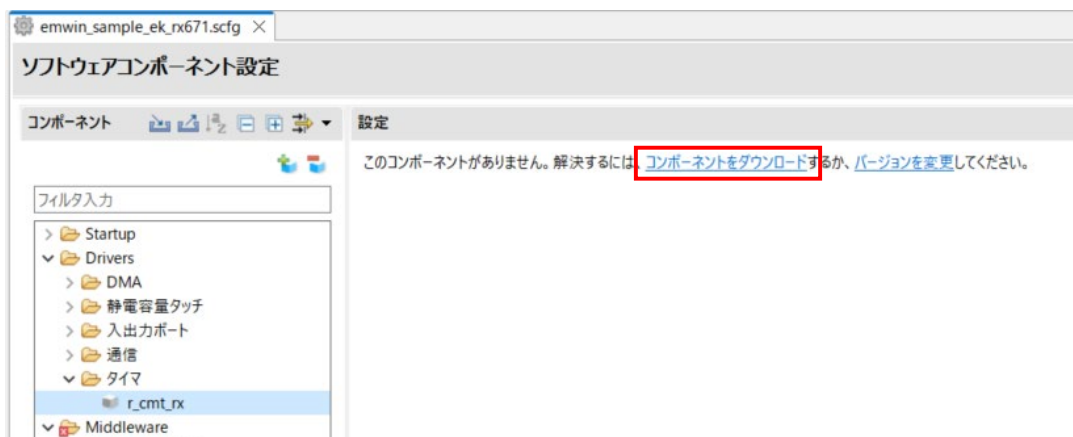 emwin_sample_ek_rx671.scfg
ソフトウェアコンポーネント設定
コンポーネント
設定
このコンポーネントがありません。解決するには、コンポーネントをダウンロードするか、バージョンを変更してください。
フィルタ入力
Startup
Drivers
DMA
静電容量タッチ
入出力ポート
通信
タイマ
r_cmt_rx
Middleware